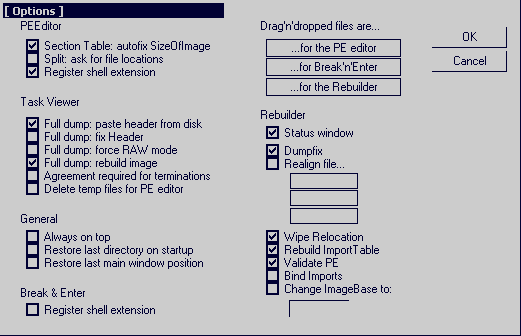 [ Options ]
PEEditor
Section Table: autofix SizeOfImage
Split: ask for file locations
Register shell extension
Task Viewer
Full dump: paste header from disk
Full dump: fix Header
Full dump: force RAW mode
Full dump: rebuild image
Agreement required for terminations
Delete temp files for PE editor
General
Always on top
Restore last directory on startup
Restore last main window position
Break & Enter
Register shell extension
Drag'n'dropped files are...
...for the PE editor
...for Break'n'Enter
...for the Rebuilder
Rebuilder
Status window
Dumpfix
Realign file...
Wipe Relocation
Rebuild ImportTable
Validate PE
Bind Imports
Change ImageBase to:
OK
Cancel